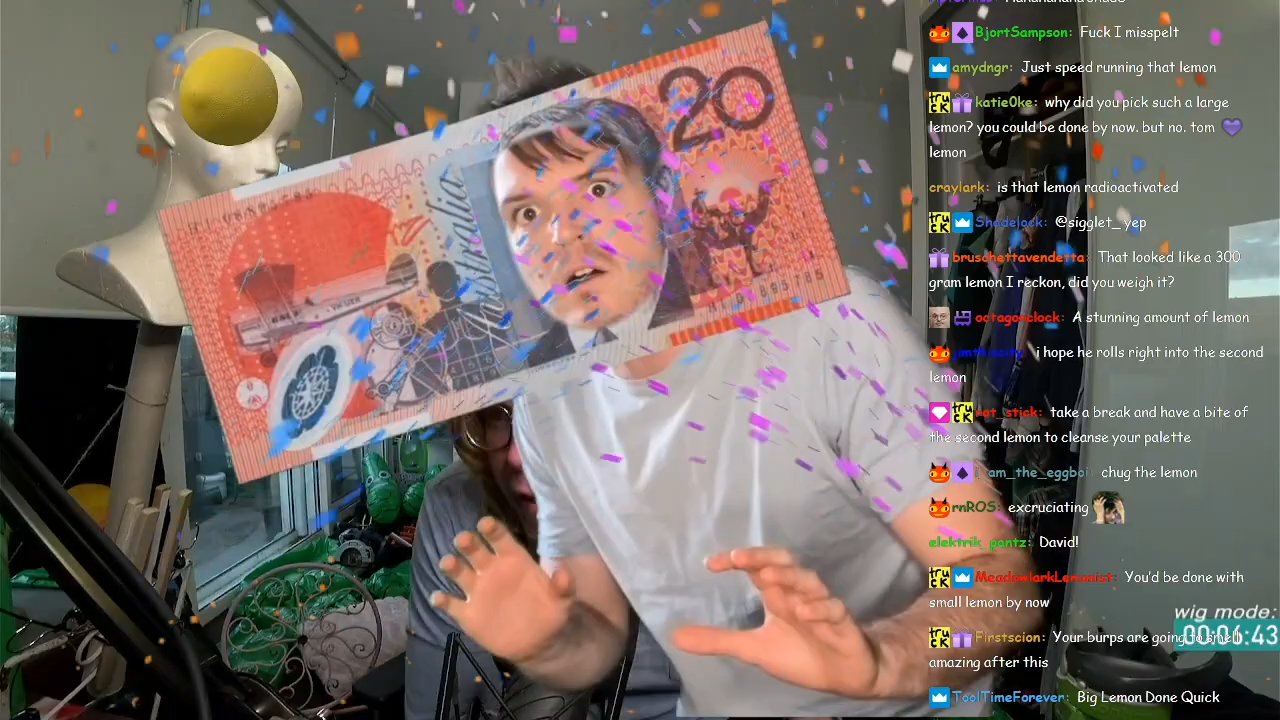 BjortSampson: Fuck I misspelt
amydngr: Just speed running that lemon
katie0ke: why did you pick such a large
lemon? you could be done by now. but no. tom
lemon
craylark: is that lemon radioactivated
Shadelock: @sigglet_yep
bruschettavendetta: That looked like a 300
gram lemon I reckon, did you weigh it?
octagonclock: A stunning amount of lemon
i hope he rolls right into the second
lemon
take a break and have a bite of
the second lemon to cleanse your palette
chug the lemon
rnROS: excruciating
elektrik_pantz: David!
MeadowlarkLemonist: You'd be done with
small lemon by now
Firstscion: Your burps are going to smell
amazing after this
ToolTimeForever: Big Lemon Done Quick
wig mode:
00:06:43
20
Australia